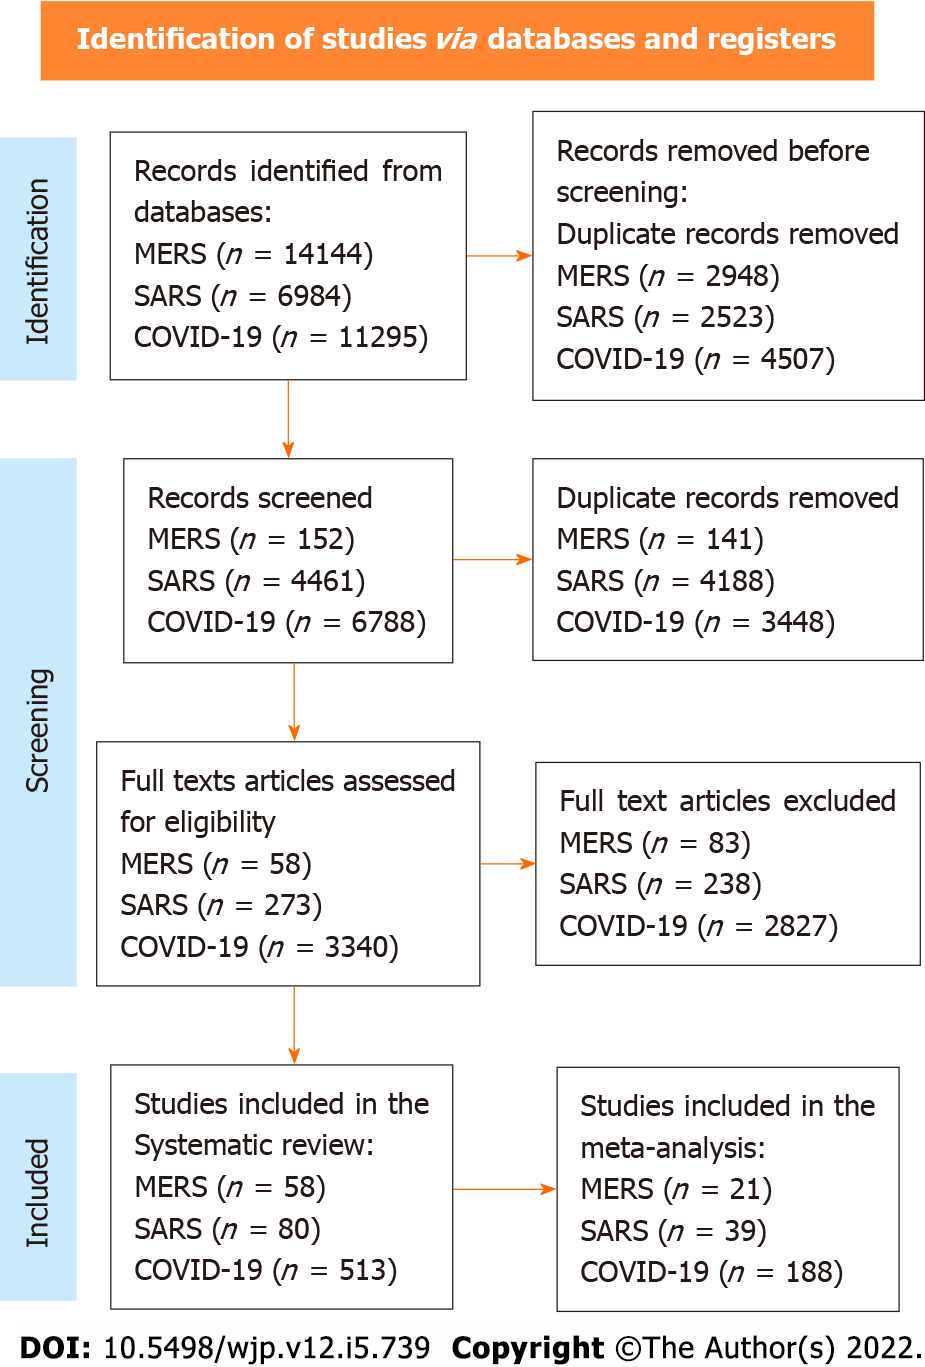 Identification of studies via databases and registers
Identification
Records identified from
databases:
MERS (n = 14144)
SARS (n = 6984)
COVID-19 (n = 11295)
Records removed before
screening:
Duplicate records removed
MERS (n = 2948)
SARS (n = 2523)
COVID-19 (n = 4507)
Screening
Records screened
MERS (n = 152)
SARS (n = 4461)
COVID-19 (n = 6788)
Duplicate records removed
MERS (n = 141)
SARS (n = 4188)
COVID-19 (n = 3448)
Full texts articles assessed
for eligibility
MERS (n = 58)
SARS (n = 273)
COVID-19 (n = 3340)
Full text articles excluded
MERS (n = 83)
SARS (n = 238)
COVID-19 (n = 2827)
Included
Studies included in the
Systematic review:
MERS (n = 58)
SARS (n = 80)
COVID-19 (n = 513)
Studies included in the
meta-analysis:
MERS (n = 21)
SARS (n = 39)
COVID-19 (n = 188)
DOI: 10.5498/wjp.v12.i5.739 Copyright ©The Author(s) 2022.